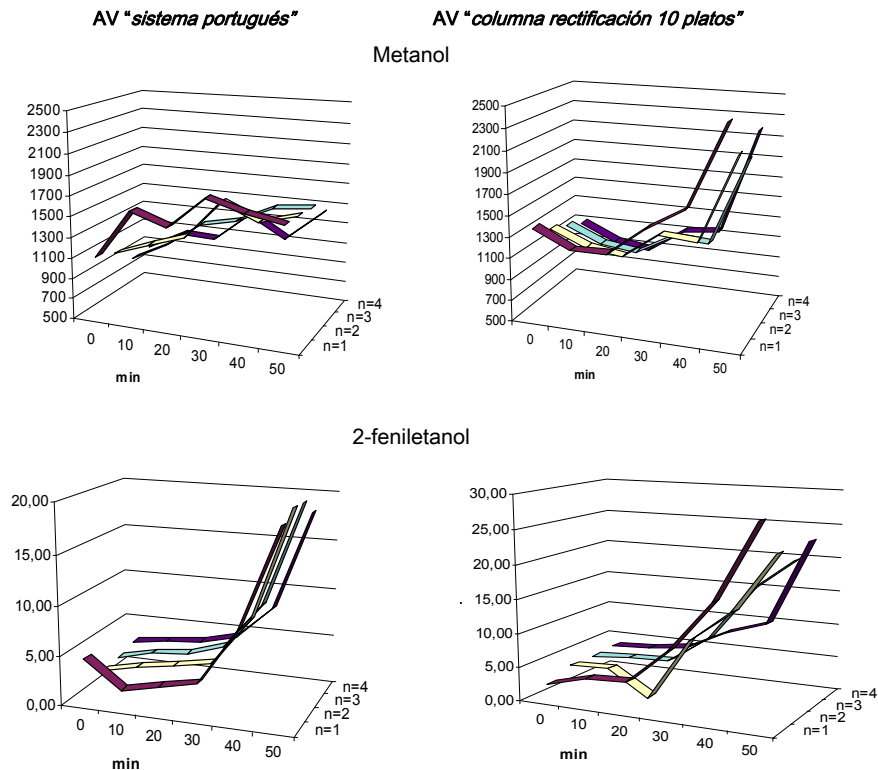 AV “sistema portugués” AV “columna rectificación 10 platos”
Metanol
2500
2300
2100
1900
1700
1500
1300
1100
900
700
500
0 10 20 30 40 50
min
n=4
n=3
n=2
n=1
2500
2300
2100
1900
1700
1500
1300
1100
900
700
500
0 10 20 30 40 50
min
n=4
n=3
n=2
n=1
2-feniletanol
20,00
15,00
10,00
5,00
0,00
0 10 20 30 40 50
min
n=4
n=3
n=2
n=1
30,00
25,00
20,00
15,00
10,00
5,00
0,00
0 10 20 30 40 50
min
n=4
n=3
n=2
n=1